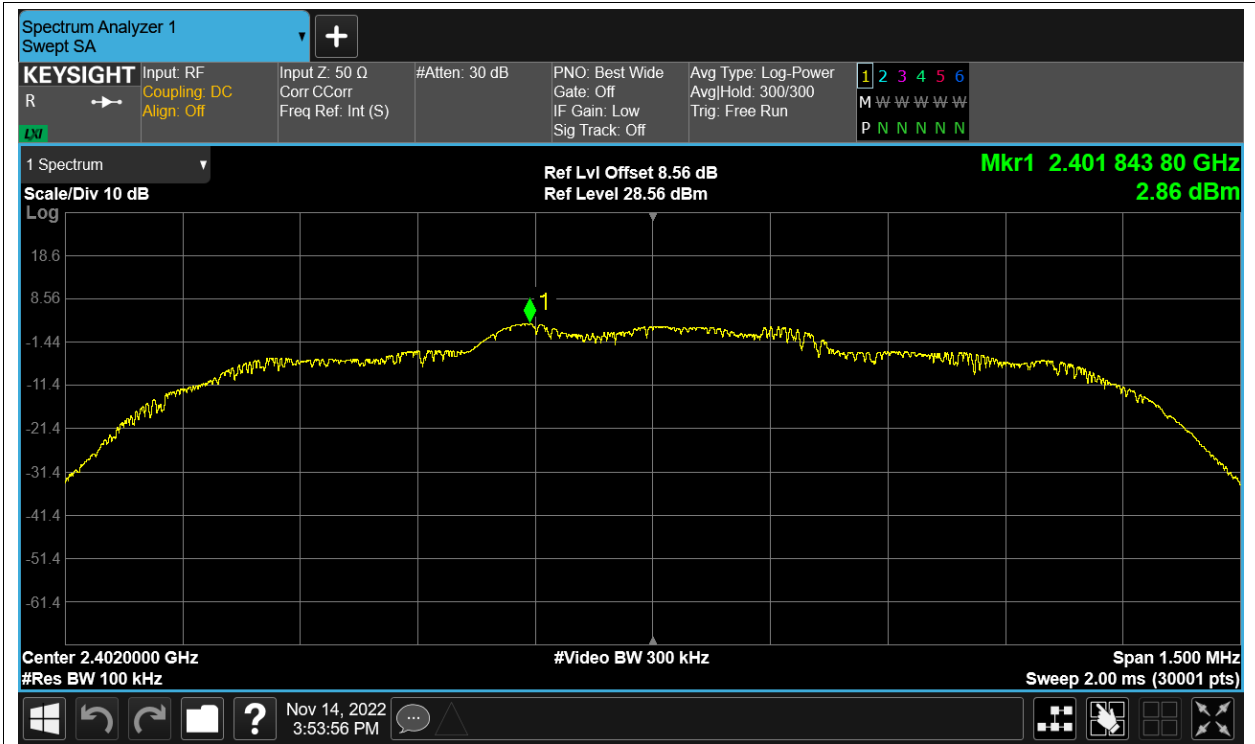 Spectrum Analyzer 1
Swept SA
KEYSIGHT
R
LXI
Input: RF
Coupling: DC
Align: Off
Input Z: 50 Ω
Corr CCorr
Freq Ref: Int (S)
#Atten: 30 dB
PNO: Best Wide
Gate: Off
IF Gain: Low
Sig Track: Off
Avg Type: Log-Power
Avg|Hold: 300/300
Trig: Free Run
1 2 3 4 5 6
M W W W W W
P N N N N N
1 Spectrum
Scale/Div 10 dB
Log
Ref Lvl Offset 8.56 dB
Ref Level 28.56 dBm
Mkr1 2.401 843 80 GHz
2.86 dBm
18.6
8.56
1
-1.44
-11.4
-21.4
-31.4
-41.4
-51.4
-61.4
Center 2.4020000 GHz
#Res BW 100 kHz
#Video BW 300 kHz
Span 1.500 MHz
Sweep 2.00 ms (30001 pts)
?
Nov 14, 2022
3:53:56 PM